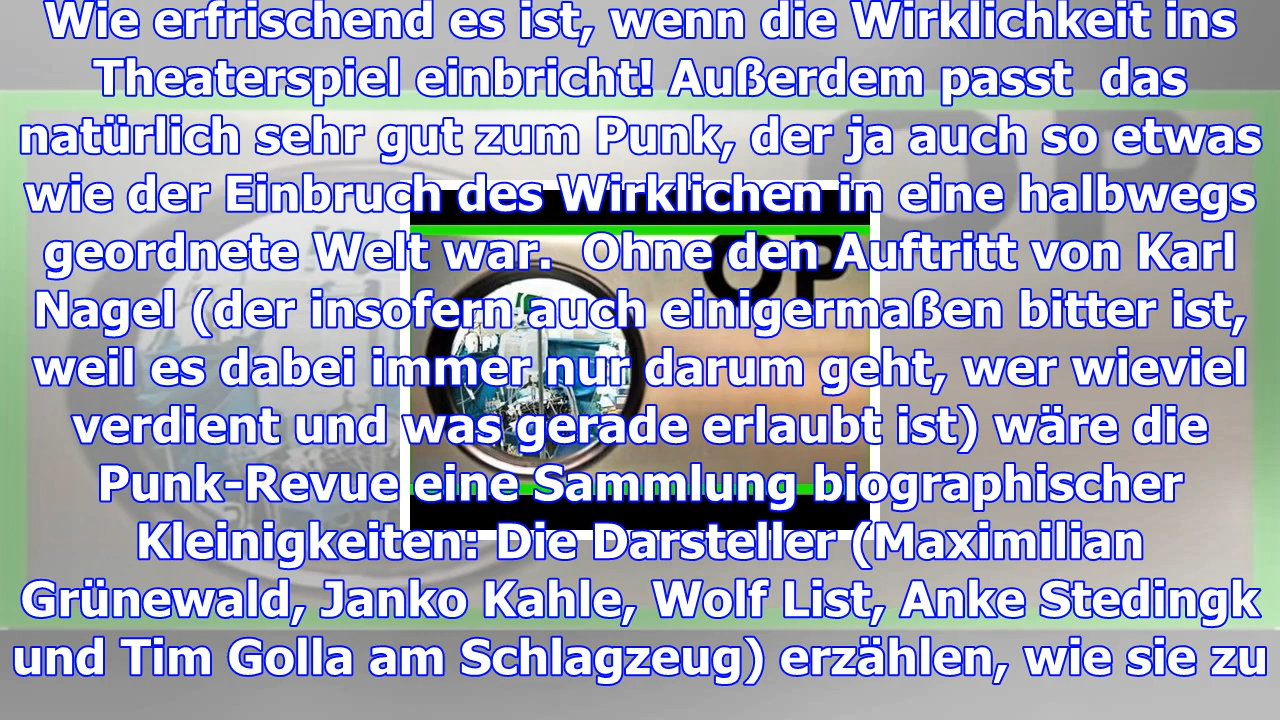 Wie erfrischend es ist, wenn die Wirklichkeit ins
Theaterspiel einbricht! Außerdem passt das
natürlich sehr gut zum Punk, der ja auch so etwas
wie der Einbruch des Wirklichen in eine halbwegs
geordnete Welt war. Ohne den Auftritt von Karl
Nagel (der insofern auch einigermaßen bitter ist,
weil es dabei immer nur darum geht, wer wieviel
verdient und was gerade erlaubt ist) wäre die
Punk-Revue eine Sammlung biographischer
Kleinigkeiten: Die Darsteller (Maximilian
Grünewald, Janko Kahle, Wolf List, Anke Stedingk
und Tim Golla am Schlagzeug) erzählen, wie sie zu
OP